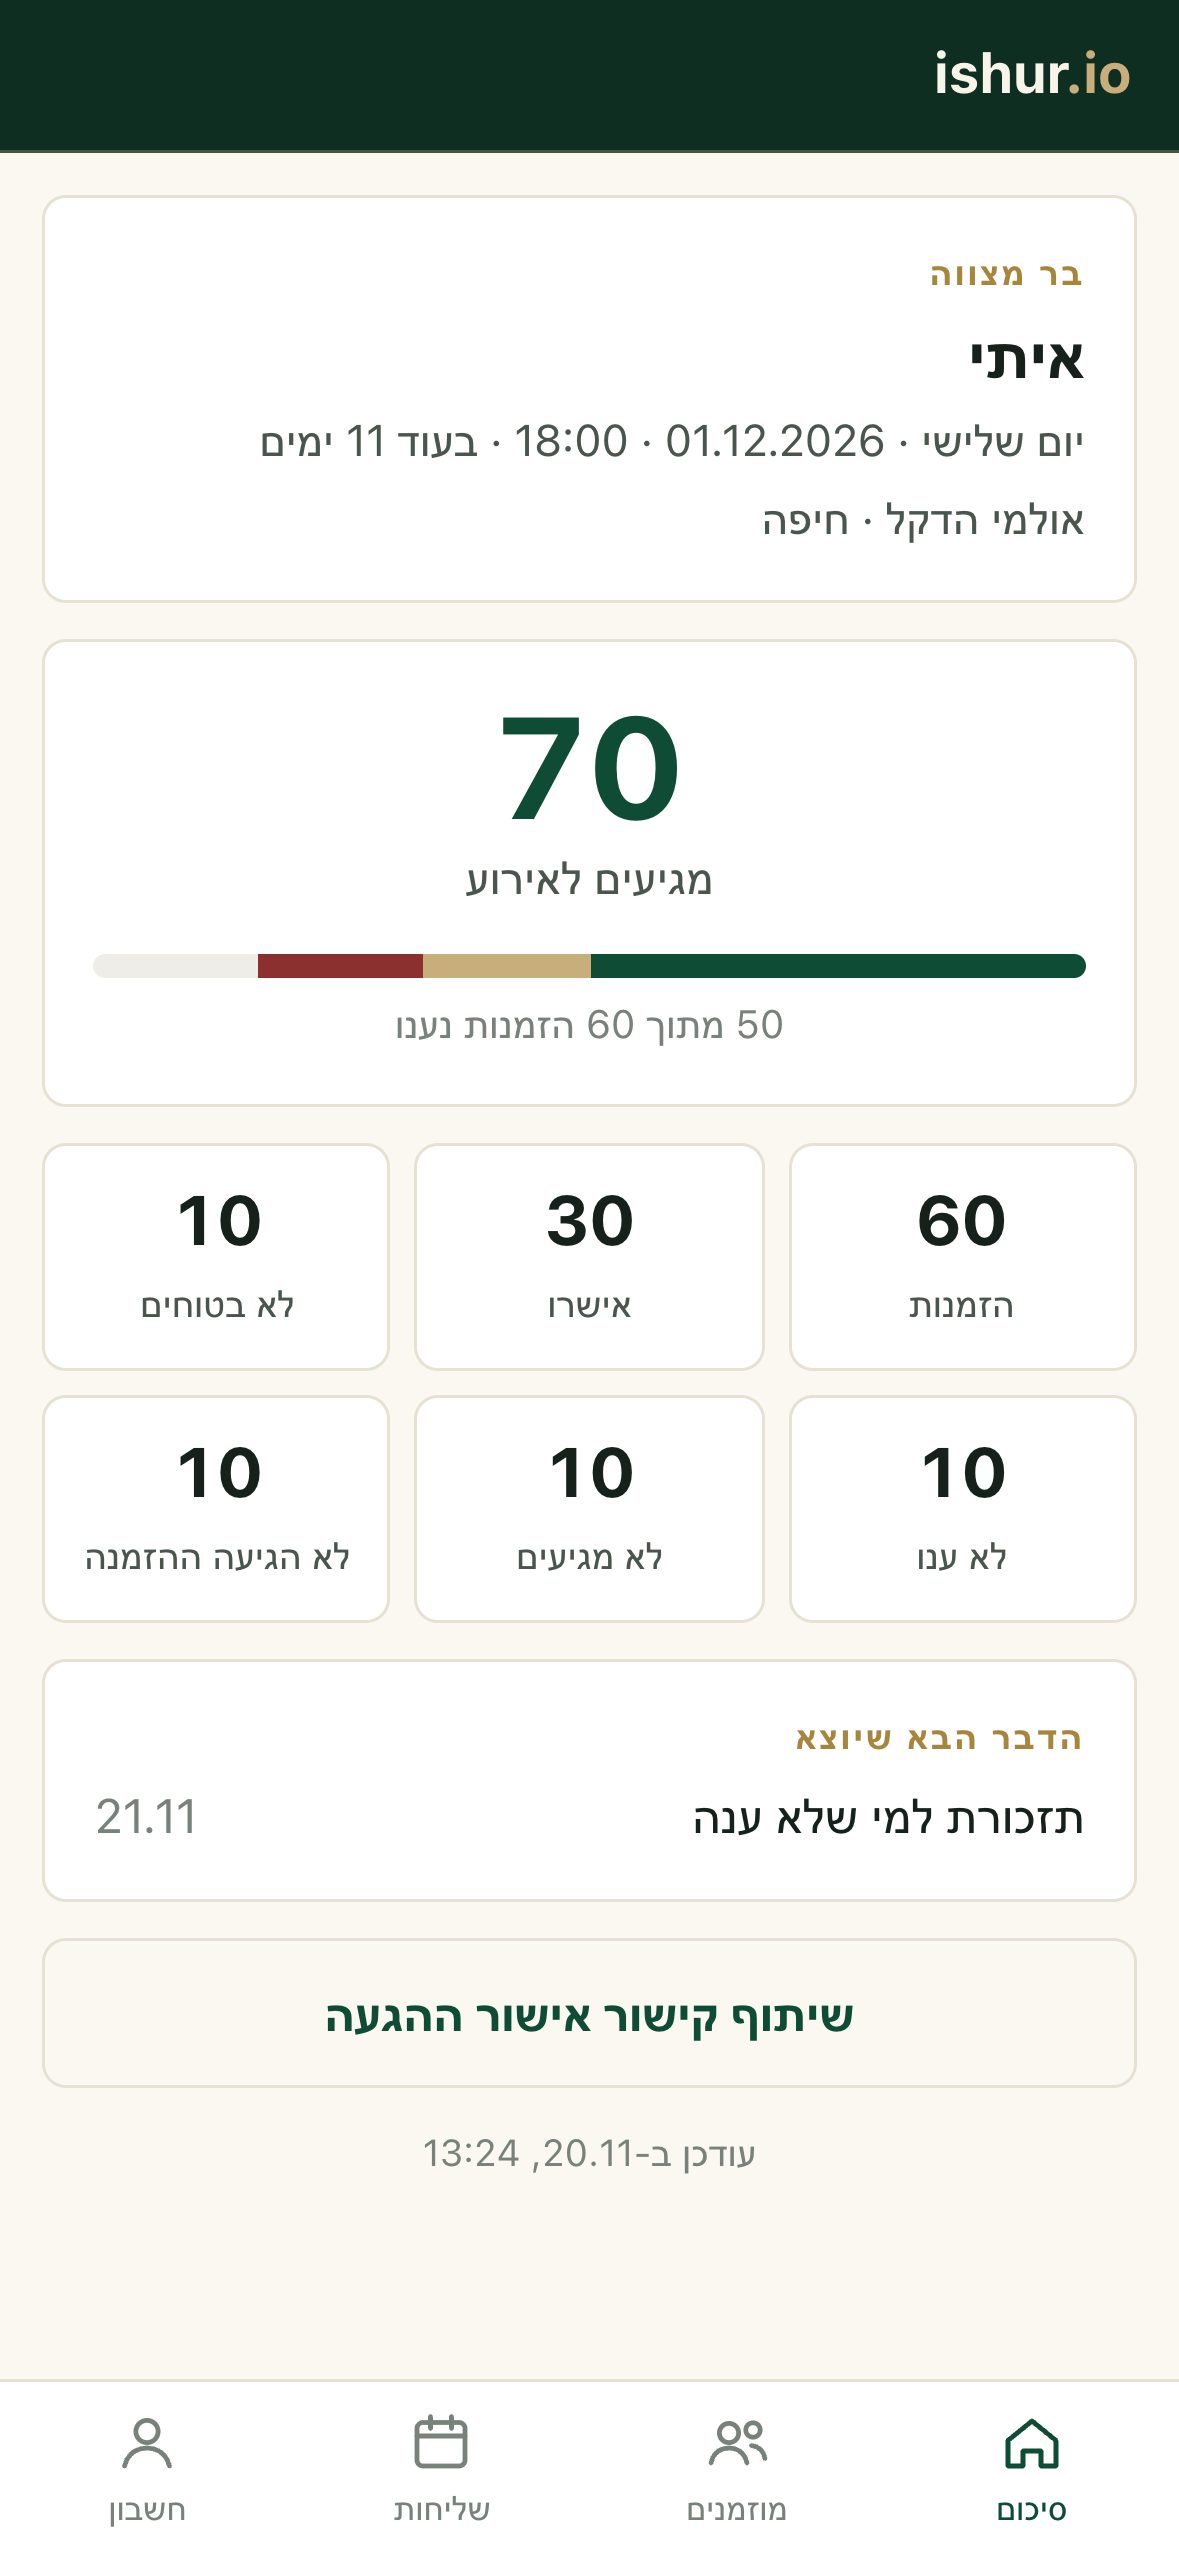 ishur.io
בר מצווה
איתי
יום שלישי · 01.12.2026 · 18:00 · בעוד 11 ימים
אולמי הדקל · חיפה
70
מגיעים לאירוע
50 מתוך 60 הזמנות נענו
60
הזמנות
30
אישרו
10
לא בטוחים
10
לא ענו
10
לא מגיעים
10
לא הגיעה ההזמנה
הדבר הבא שיוצא
תזכורת למי שלא ענה
21.11
שיתוף קישור אישור ההגעה
עודכן ב-20.11, 13:24
סיכום
מוזמנים
שליחות
חשבון